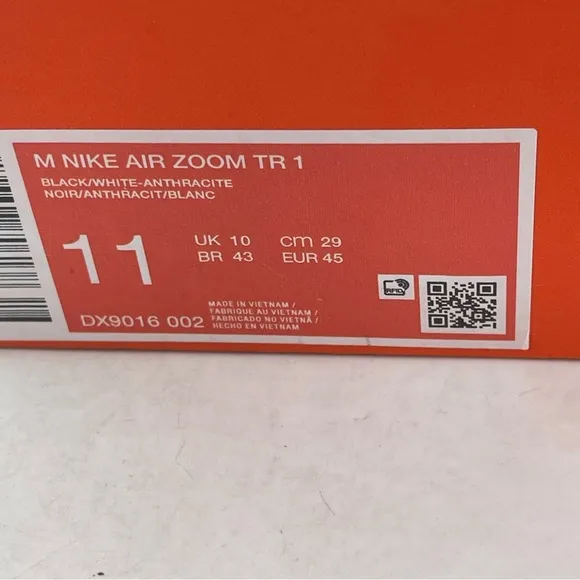 M NIKE AIR ZOOM TR 1
BLACK/WHITE-ANTHRACITE
NOIR/ANTHRACIT/BLANC
11
UK 10 cm 29
BR 43 EUR 45
DX9016 002
MADE IN VIETNAM /
FABRIQUE AU VIETNAM /
FABRICADO NO VIETNÃ /
HECHO EN VIETNAM